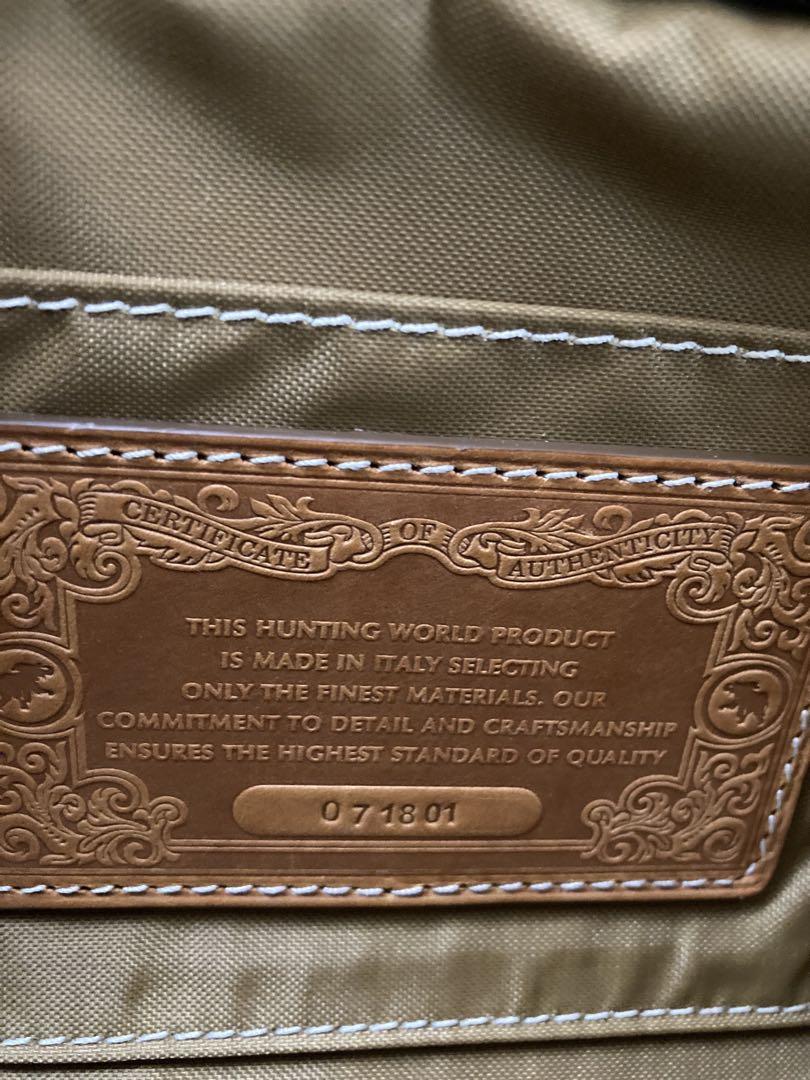 CERTIFICATE OF AUTHENTICITY
THIS HUNTING WORLD PRODUCT
IS MADE IN ITALY SELECTING
ONLY THE FINEST MATERIALS. OUR
COMMITMENT TO DETAIL AND CRAFTSMANSHIP
ENSURES THE HIGHEST STANDARD OF QUALITY
071801